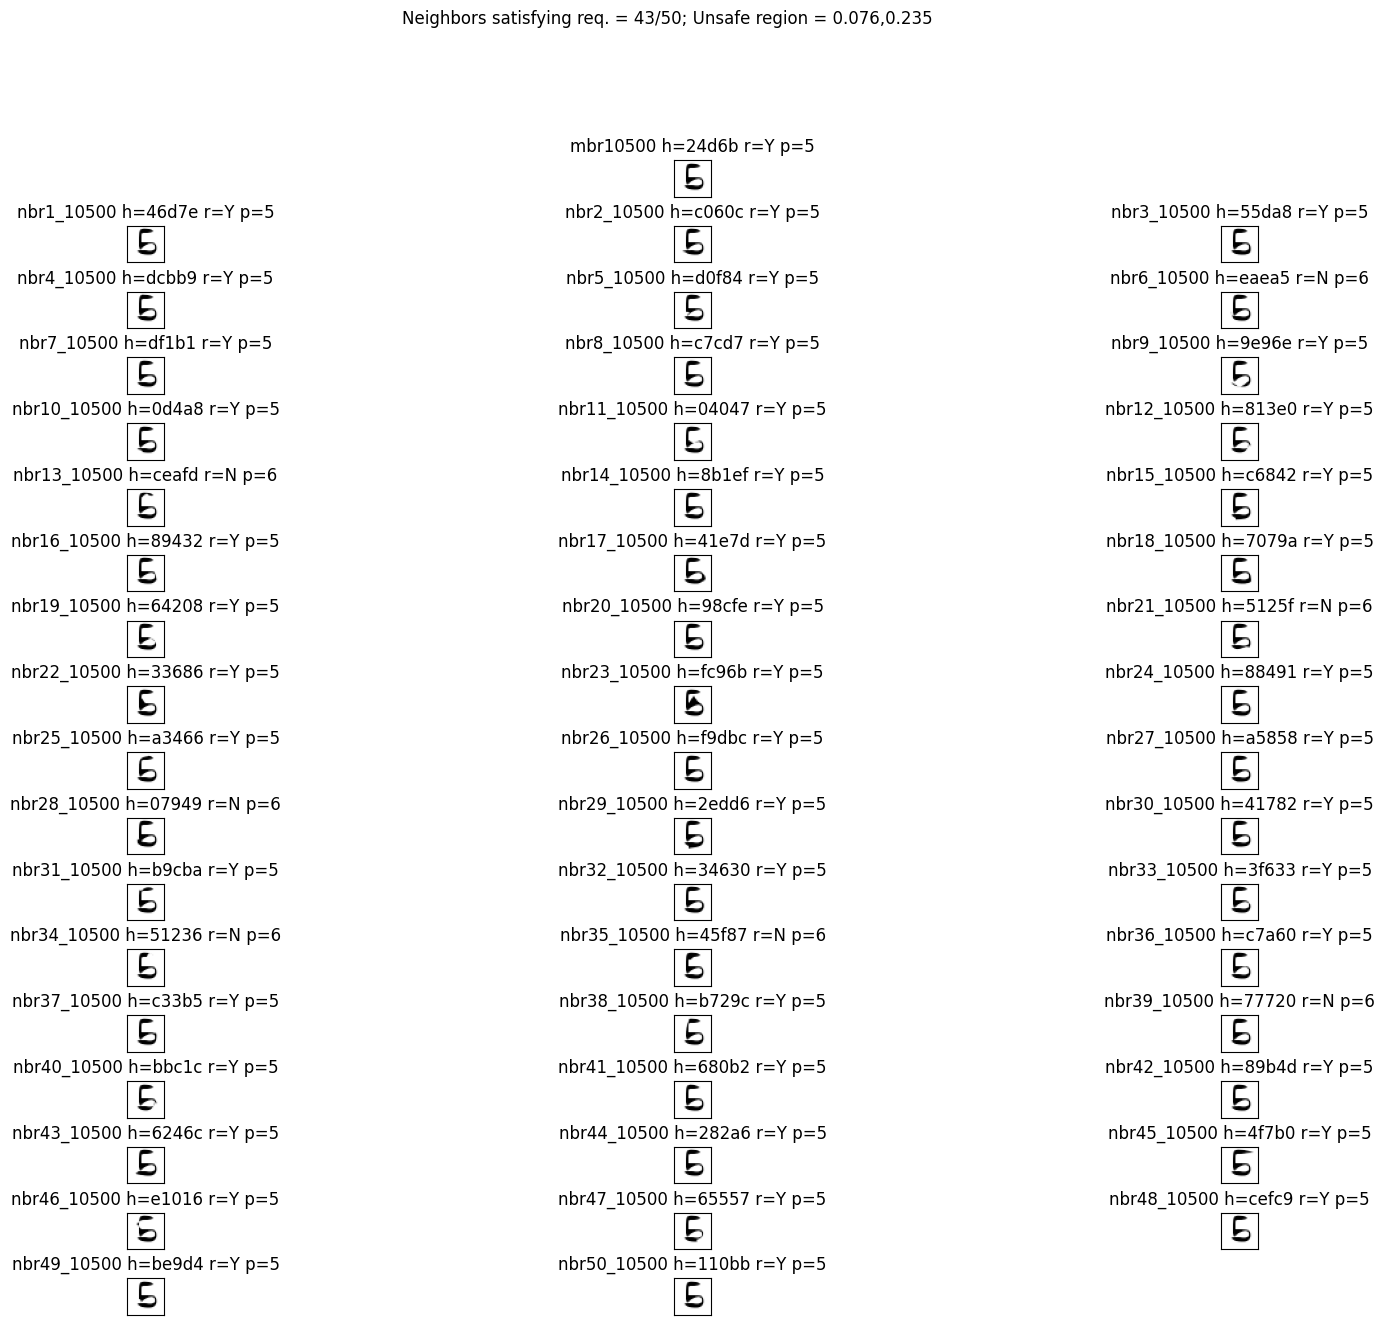 Neighbors satisfying req. = 43/50; Unsafe region = 0.076,0.235
mbr10500 h=24d6b r=Y p=5
nbr1_10500 h=46d7e r=Y p=5 nbr2_10500 h=c060c r=Y p=5 nbr3_10500 h=55da8 r=Y p=5
nbr4_10500 h=dcbb9 r=Y p=5 nbr5_10500 h=d0f84 r=Y p=5 nbr6_10500 h=eaea5 r=N p=6
nbr7_10500 h=df1b1 r=Y p=5 nbr8_10500 h=c7cd7 r=Y p=5 nbr9_10500 h=9e96e r=Y p=5
nbr10_10500 h=0d4a8 r=Y p=5 nbr11_10500 h=04047 r=Y p=5 nbr12_10500 h=813e0 r=Y p=5
nbr13_10500 h=ceafd r=N p=6 nbr14_10500 h=8b1ef r=Y p=5 nbr15_10500 h=c6842 r=Y p=5
nbr16_10500 h=89432 r=Y p=5 nbr17_10500 h=41e7d r=Y p=5 nbr18_10500 h=7079a r=Y p=5
nbr19_10500 h=64208 r=Y p=5 nbr20_10500 h=98cfe r=Y p=5 nbr21_10500 h=5125f r=N p=6
nbr22_10500 h=33686 r=Y p=5 nbr23_10500 h=fc96b r=Y p=5 nbr24_10500 h=88491 r=Y p=5
nbr25_10500 h=a3466 r=Y p=5 nbr26_10500 h=f9dbc r=Y p=5 nbr27_10500 h=a5858 r=Y p=5
nbr28_10500 h=07949 r=N p=6 nbr29_10500 h=2edd6 r=Y p=5 nbr30_10500 h=41782 r=Y p=5
nbr31_10500 h=b9cba r=Y p=5 nbr32_10500 h=34630 r=Y p=5 nbr33_10500 h=3f633 r=Y p=5
nbr34_10500 h=51236 r=N p=6 nbr35_10500 h=45f87 r=N p=6 nbr36_10500 h=c7a60 r=Y p=5
nbr37_10500 h=c33b5 r=Y p=5 nbr38_10500 h=b729c r=Y p=5 nbr39_10500 h=77720 r=N p=6
nbr40_10500 h=bbc1c r=Y p=5 nbr41_10500 h=680b2 r=Y p=5 nbr42_10500 h=89b4d r=Y p=5
nbr43_10500 h=6246c r=Y p=5 nbr44_10500 h=282a6 r=Y p=5 nbr45_10500 h=4f7b0 r=Y p=5
nbr46_10500 h=e1016 r=Y p=5 nbr47_10500 h=65557 r=Y p=5 nbr48_10500 h=cefc9 r=Y p=5
nbr49_10500 h=be9d4 r=Y p=5 nbr50_10500 h=110bb r=Y p=5